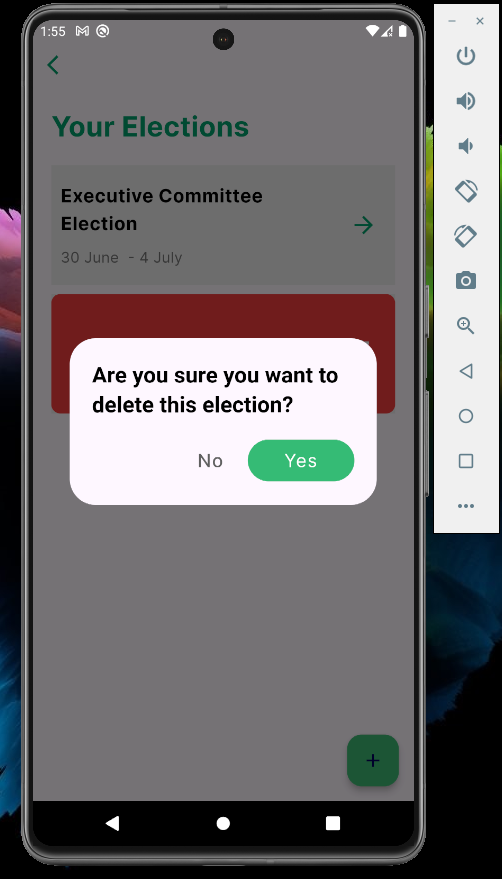 1:55
Your Elections
Executive Committee
Election
30 June - 4 July
Are you sure you want to
delete this election?
No Yes
+